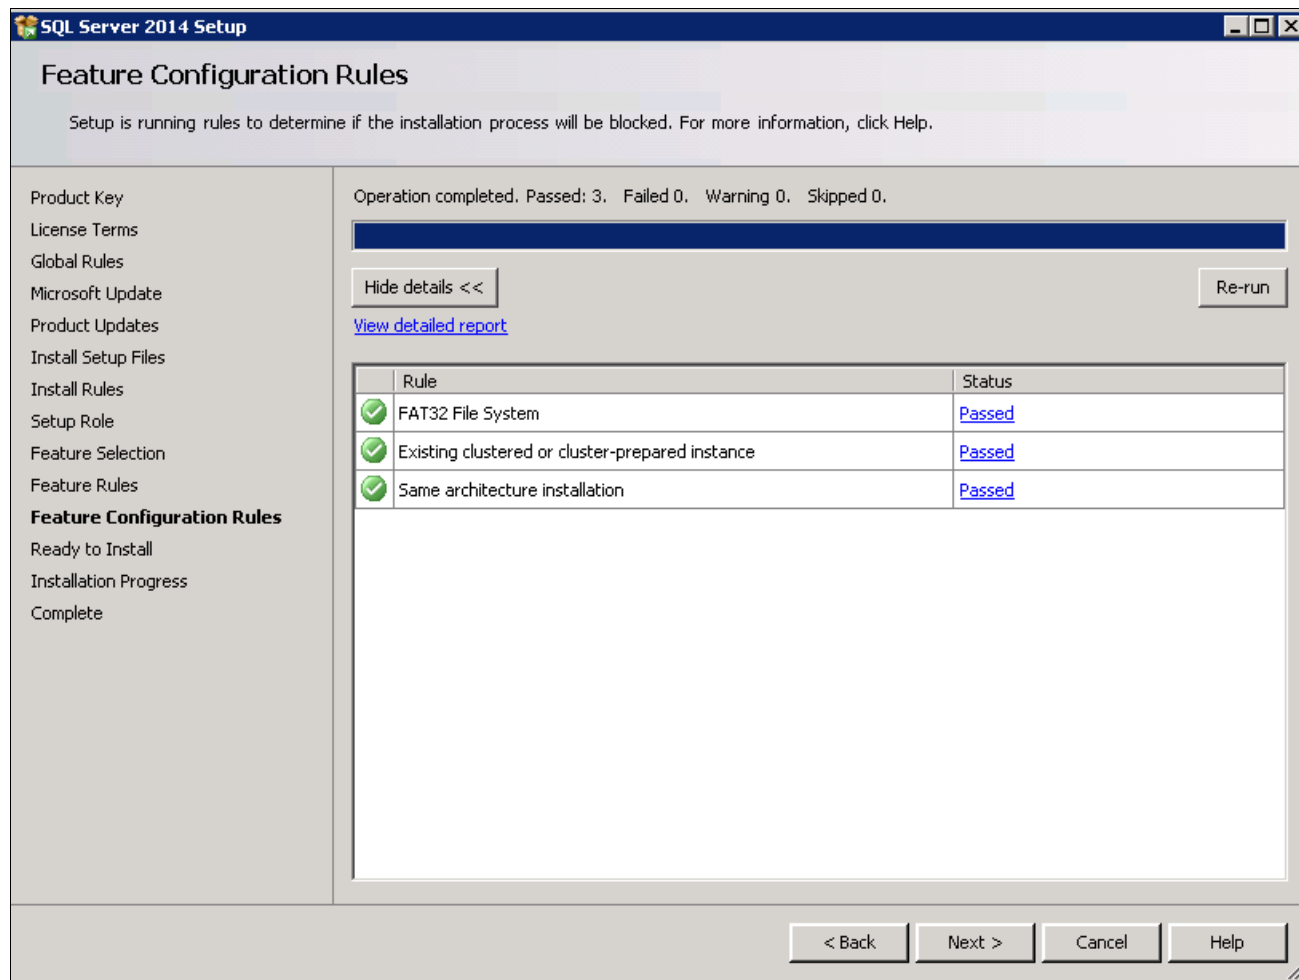 SQL Server 2014 Setup
Feature Configuration Rules
Setup is running rules to determine if the installation process will be blocked. For more information, click Help.
Product Key
License Terms
Global Rules
Microsoft Update
Product Updates
Install Setup Files
Install Rules
Setup Role
Feature Selection
Feature Rules
Feature Configuration Rules
Ready to Install
Installation Progress
Complete
Operation completed. Passed: 3. Failed 0. Warning 0. Skipped 0.
Hide details <<
Re-run
View detailed report
Rule Status
FAT32 File System Passed
Existing clustered or cluster-prepared instance Passed
Same architecture installation Passed
< Back Next > Cancel Help